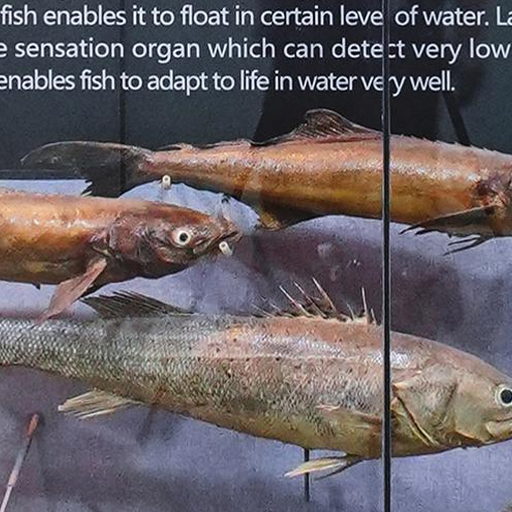 fish enables it to float in certain level of water. La
e sensation organ which can detect very low
enables fish to adapt to life in water very well.